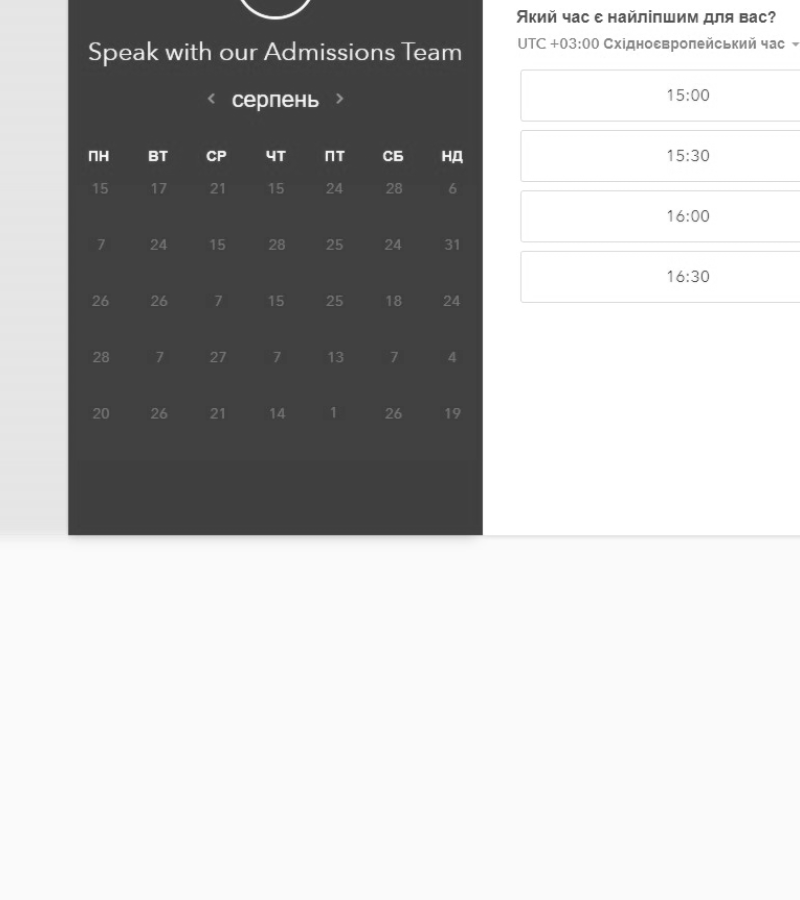 Speak with our Admissions Team
серпень
ПН ВТ СР ЧТ ПТ СБ НД
15 17 21 15 24 28 6
7 24 15 28 25 24 31
26 26 7 15 25 18 24
28 7 27 7 13 7 4
20 26 21 14 1 26 19
Який час є найліпшим для вас?
UTC +03:00 Східноєвропейський час
15:00
15:30
16:00
16:30